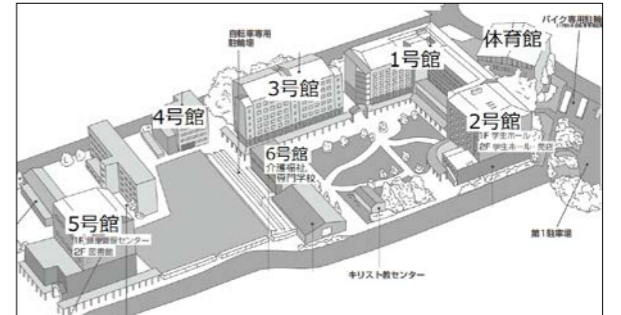 自転車専用
駐輪場
バイク専用駐輪
体育館
1号館
3号館
2号館
1F 学生ホール
2F 学生ホール・売店
4号館
6号館
介護福祉
専門学校
5号館
2F 図書館
第1駐車場
キリスト教センター